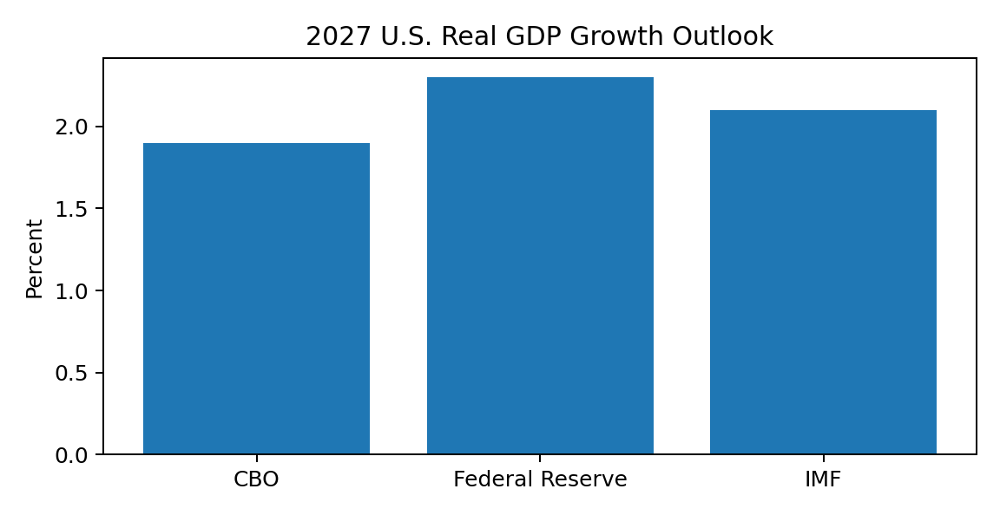 2027 U.S. Real GDP Growth Outlook
Percent
2.0
1.5
1.0
0.5
0.0
CBO Federal Reserve IMF